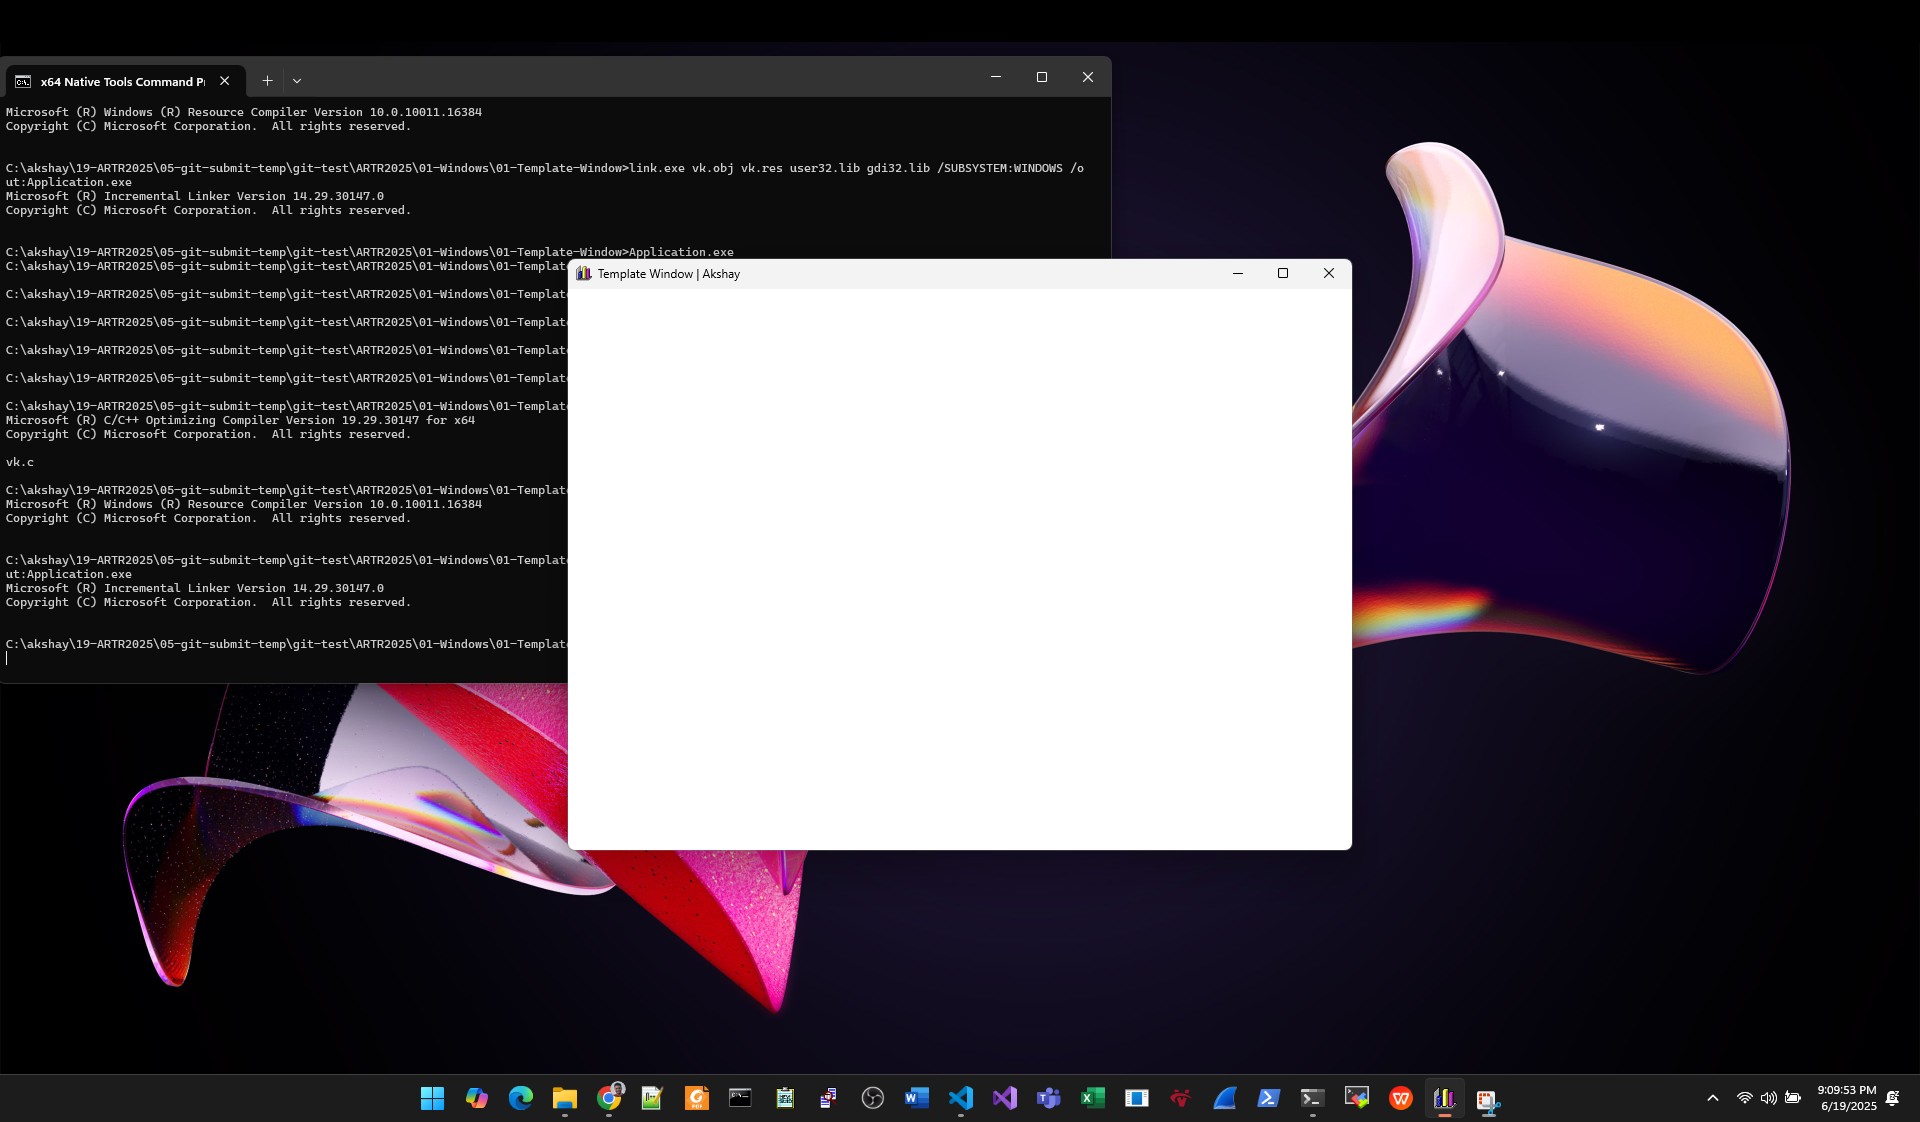 x64 Native Tools Command P
Microsoft (R) Windows (R) Resource Compiler Version 10.0.10011.16384
Copyright (C) Microsoft Corporation.  All rights reserved.
C:\akshay\19-ARTR2025\05-git-submit-temp\git-test\ARTR2025\01-Windows\01-Template-Window>link.exe vk.obj vk.res user32.lib gdi32.lib /SUBSYSTEM:WINDOWS /o
ut:Application.exe
Microsoft (R) Incremental Linker Version 14.29.30147.0
Copyright (C) Microsoft Corporation.  All rights reserved.
C:\akshay\19-ARTR2025\05-git-submit-temp\git-test\ARTR2025\01-Windows\01-Template-Window>Application.exe
C:\akshay\19-ARTR2025\05-git-submit-temp\git-test\ARTR2025\01-Windows\01-Template
C:\akshay\19-ARTR2025\05-git-submit-temp\git-test\ARTR2025\01-Windows\01-Template
C:\akshay\19-ARTR2025\05-git-submit-temp\git-test\ARTR2025\01-Windows\01-Template
C:\akshay\19-ARTR2025\05-git-submit-temp\git-test\ARTR2025\01-Windows\01-Template
C:\akshay\19-ARTR2025\05-git-submit-temp\git-test\ARTR2025\01-Windows\01-Template
C:\akshay\19-ARTR2025\05-git-submit-temp\git-test\ARTR2025\01-Windows\01-Template
Microsoft (R) C/C++ Optimizing Compiler Version 19.29.30147 for x64
Copyright (C) Microsoft Corporation.  All rights reserved.
vk.c
C:\akshay\19-ARTR2025\05-git-submit-temp\git-test\ARTR2025\01-Windows\01-Template
Microsoft (R) Windows (R) Resource Compiler Version 10.0.10011.16384
Copyright (C) Microsoft Corporation.  All rights reserved.
C:\akshay\19-ARTR2025\05-git-submit-temp\git-test\ARTR2025\01-Windows\01-Template
ut:Application.exe
Microsoft (R) Incremental Linker Version 14.29.30147.0
Copyright (C) Microsoft Corporation.  All rights reserved.
C:\akshay\19-ARTR2025\05-git-submit-temp\git-test\ARTR2025\01-Windows\01-Template
Template Window | Akshay
9:09:53 PM
6/19/2025